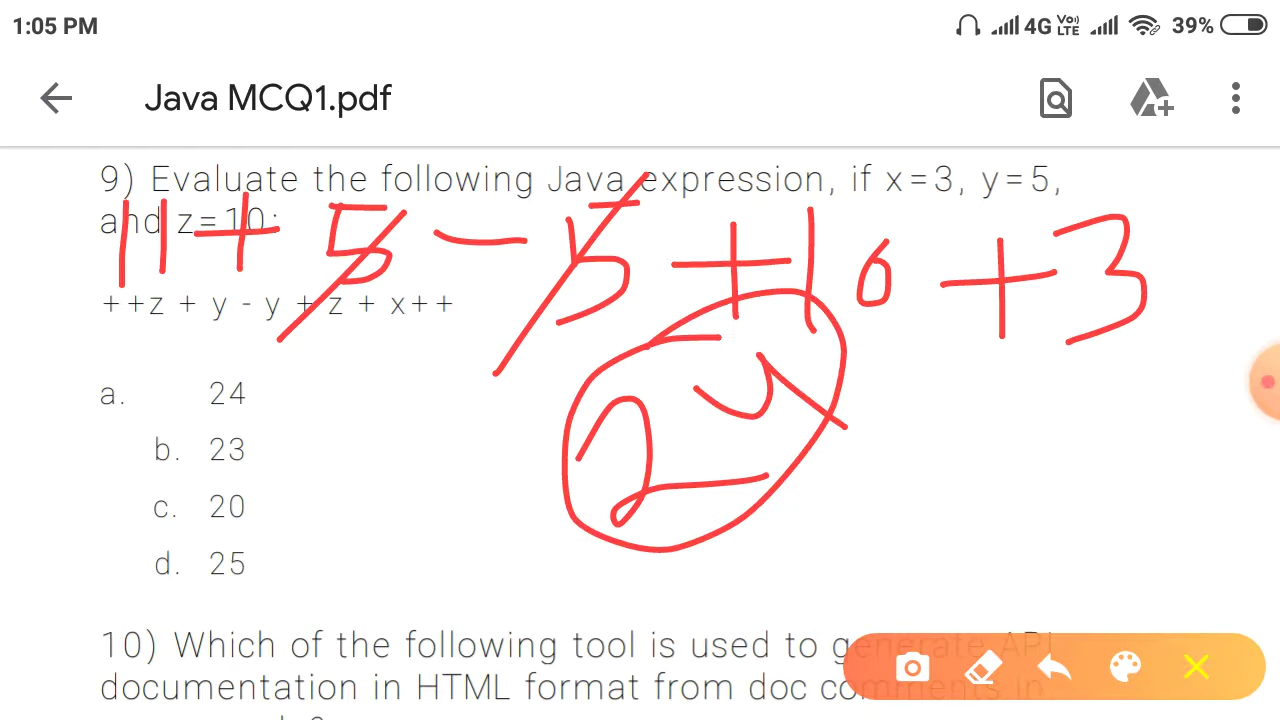 1:05 PM 4G Vo)) LTE 39%
Java MCQ1.pdf
9) Evaluate the following Java expression, if x=3, y=5,
and z=10:
11 + 5 - 5 + 10 + 3
++z + y - y + z + x++
24
a. 24
b. 23
c. 20
d. 25
10) Which of the following tool is used to generate API
documentation in HTML format from doc comments in